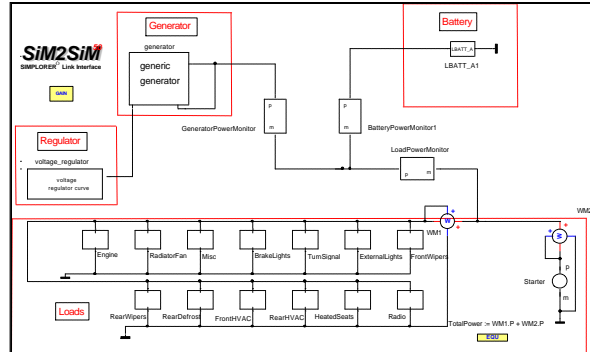 Generator
generator
generic
generator
Battery
LBATT_A
LBATT_A1
SiM2SiM
SIMPLORER Link Interface
GAIN
p
m
GeneratorPowerMonitor
p
m
BatteryPowerMonitor1
LoadPowerMonitor
p
m
Regulator
voltage_regulator
voltage
regulator curve
WM1
W
WM2
W
Engine
RadiatorFan
Misc
BrakeLights
TurnSignal
ExternalLights
FrontWipers
Starter
p
m
Loads
RearWipers
RearDefrost
FrontHVAC
RearHVAC
HeatedSeats
Radio
TotalPower := WM1.P + WM2.P
EQU